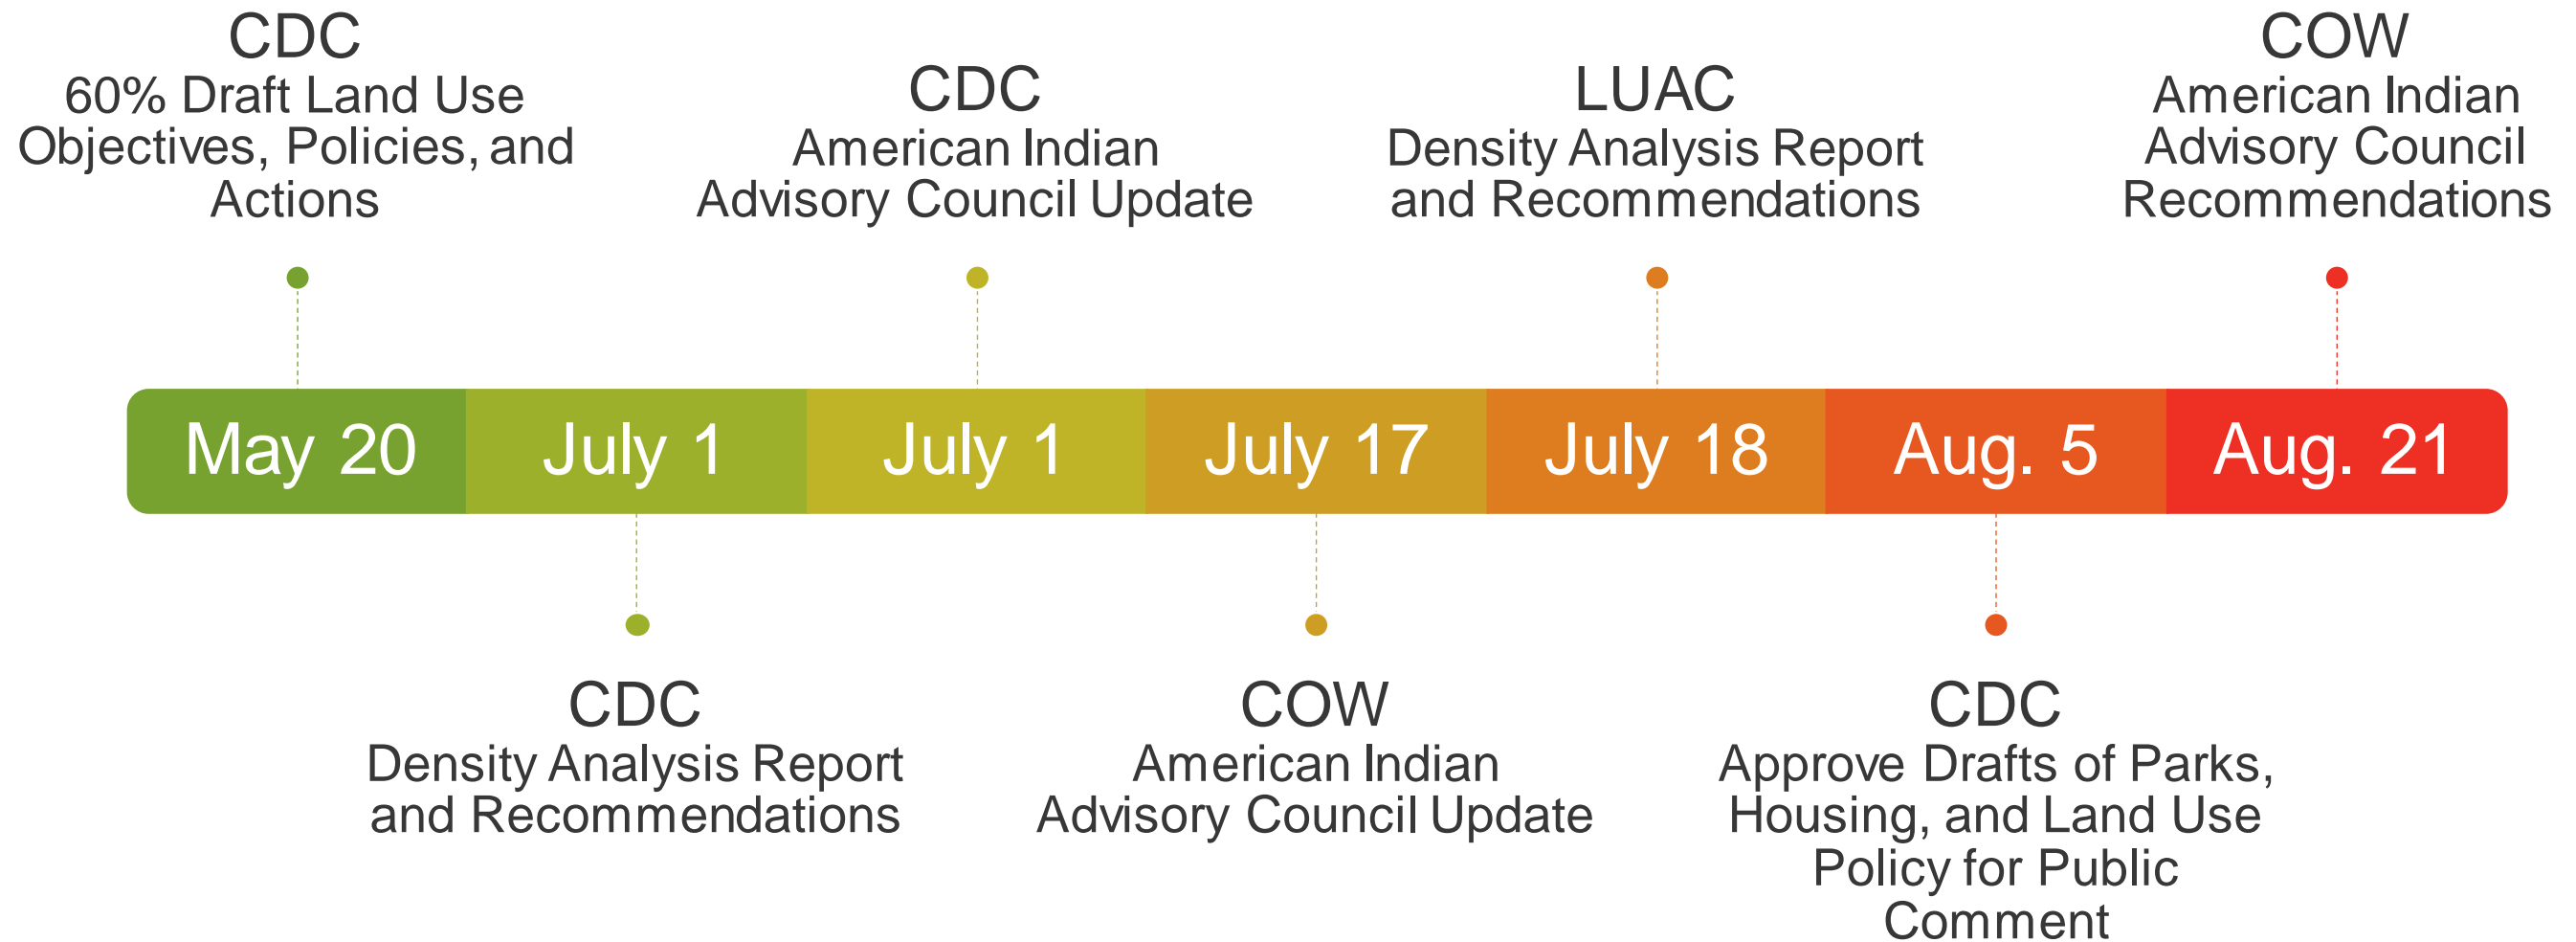 CDC
60% Draft Land Use
Objectives, Policies, and
Actions
CDC
American Indian
Advisory Council Update
LUAC
Density Analysis Report
and Recommendations
COW
American Indian
Advisory Council
Recommendations
May 20
July 1
July 1
July 17
July 18
Aug. 5
Aug. 21
CDC
Density Analysis Report
and Recommendations
COW
American Indian
Advisory Council Update
CDC
Approve Drafts of Parks,
Housing, and Land Use
Policy for Public
Comment